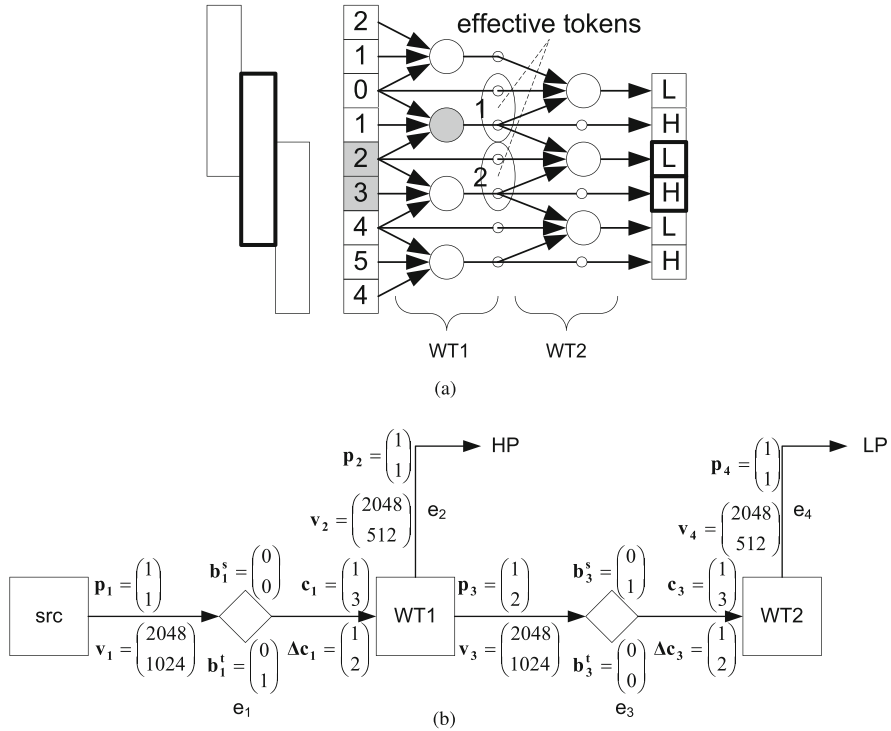 effective tokens
2
1
0
1
2
3
4
5
4
1
2
L
H
L
H
L
H
WT1
WT2
(a)
HP
LP
p₂ = (1 1)
p₄ = (1 1)
v₂ = (2048 512)
e₂
v₄ = (2048 512)
e₄
src
p₁ = (1 1)
b₁ˢ = (0 0)
c₁ = (1 3)
WT1
p₃ = (1 2)
b₃ˢ = (0 1)
c₃ = (1 3)
WT2
v₁ = (2048 1024)
b₁ᵗ = (0 1)
Δc₁ = (1 2)
v₃ = (2048 1024)
b₃ᵗ = (0 0)
Δc₃ = (1 2)
e₁
(b)
e₃